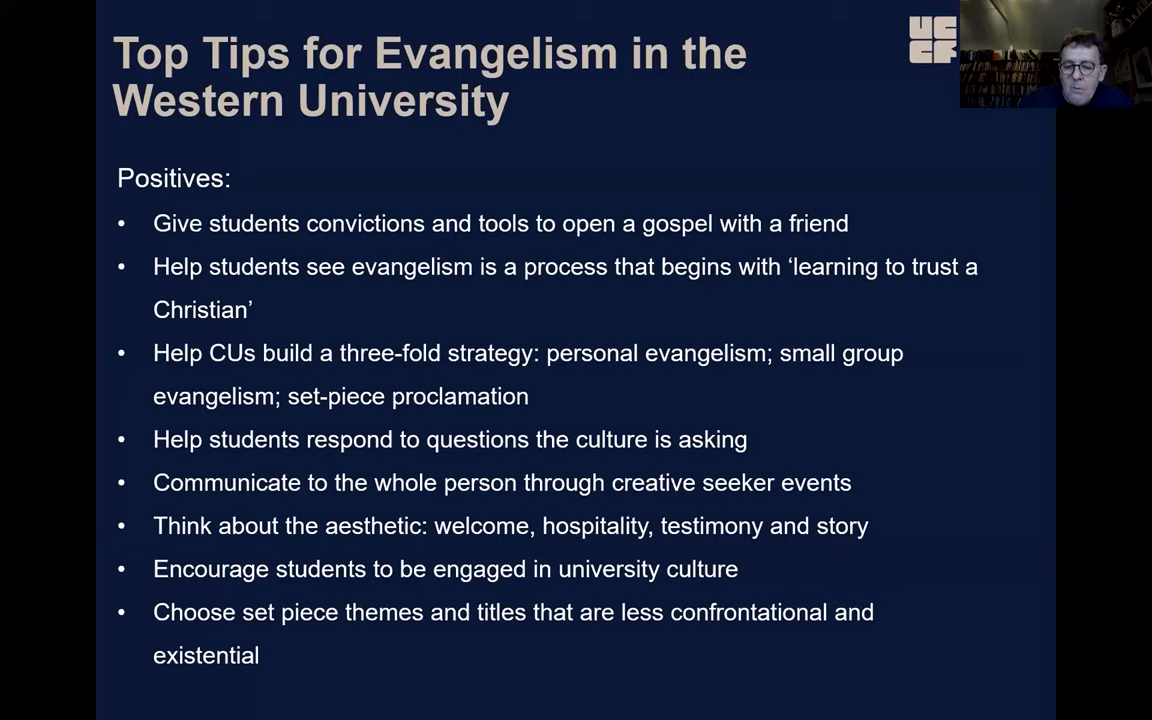 Top Tips for Evangelism in the
Western University
UC
CF
Positives:
• Give students convictions and tools to open a gospel with a friend
• Help students see evangelism is a process that begins with ‘learning to trust a
Christian’
• Help CUs build a three-fold strategy: personal evangelism; small group
evangelism; set-piece proclamation
• Help students respond to questions the culture is asking
• Communicate to the whole person through creative seeker events
• Think about the aesthetic: welcome, hospitality, testimony and story
• Encourage students to be engaged in university culture
• Choose set piece themes and titles that are less confrontational and
existential